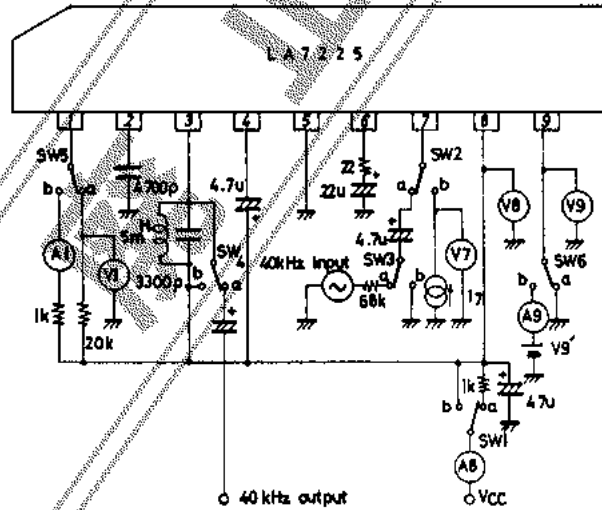 LA7225
1 2 3 4 5 6 7 8 9
SW5
b a
4700p
4.7u
+
22
+
22u
SW2
a b
V8
V9
H
5m
SW4
A1
V1
3300p
b a
4.7u
+
40kHz input
SW3
a b
68k
V7
I7
SW6
b a
A9
V9'
1k
20k
+
1k
+
4.7u
b a
SW1
A8
40kHz output
VCC